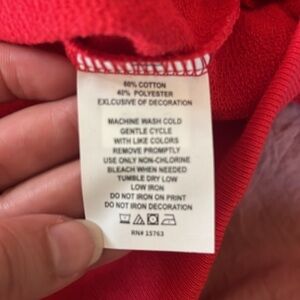 60% COTTON
40% POLYESTER
EXLCUSIVE OF DECORATION
MACHINE WASH COLD
GENTLE CYCLE
WITH LIKE COLORS
REMOVE PROMPTLY
USE ONLY NON-CHLORINE
BLEACH WHEN NEEDED
TUMBLE DRY LOW
LOW IRON
DO NOT IRON ON PRINT
DO NOT IRON DECORATION
RN# 15763